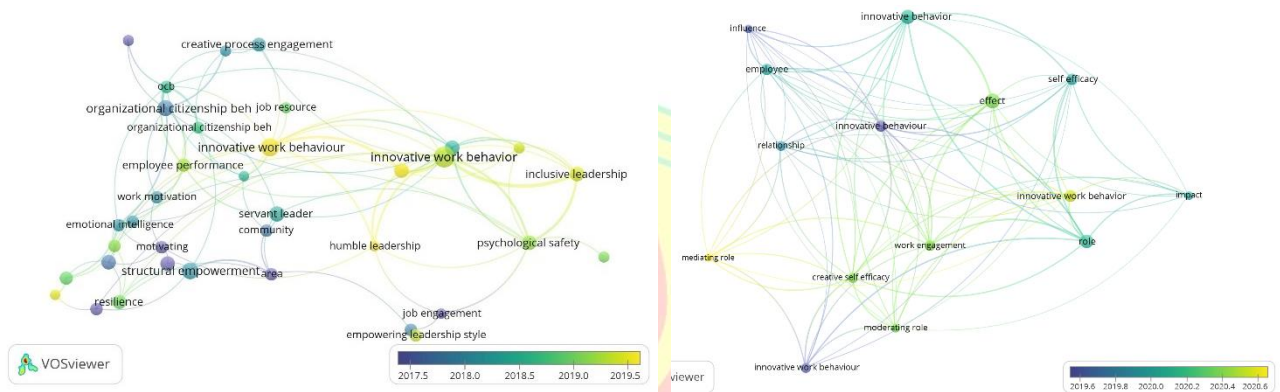 creative process engagement
ocb
organizational citizenship beh
job resource
organizational citizenship beh
innovative work behaviour
innovative work behavior
employee performance
inclusive leadership
work motivation
servant leader
emotional intelligence
community
motivating
humble leadership
psychological safety
structural empowerment
area
resilience
job engagement
empowering leadership style
VOSviewer
2017.5 2018.0 2018.5 2019.0 2019.5
innovative behavior
influence
employee
self efficacy
effect
innovative behaviour
relationship
innovative work behavior
impact
work engagement
role
mediating role
creative self efficacy
moderating role
innovative work behaviour
viewer
2019.6 2019.8 2020.0 2020.2 2020.4 2020.6